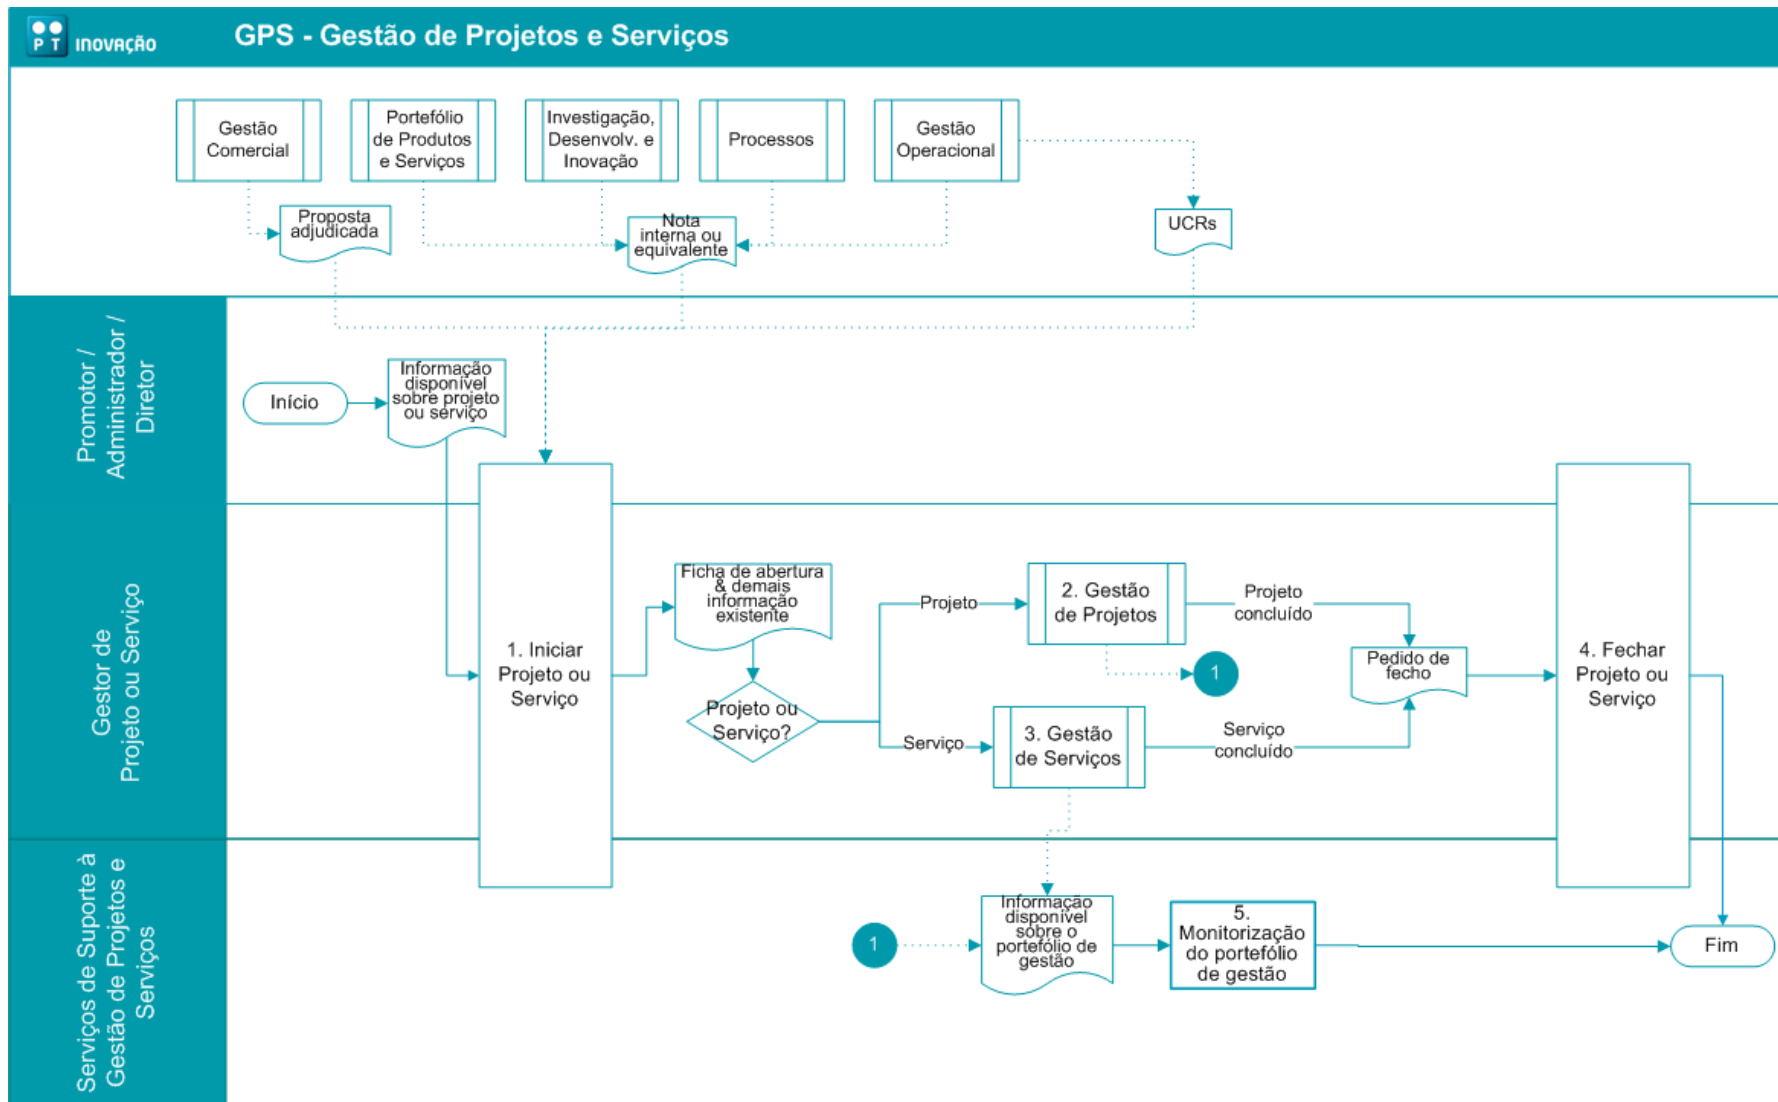 PT INOVAÇÃO
GPS - Gestão de Projetos e Serviços
Gestão
Comercial
Portefólio
de Produtos
e Serviços
Investigação,
Desenvolv. e
Inovação
Processos
Gestão
Operacional
Proposta
adjudicada
Nota
interna ou
equivalente
UCRs
Promotor /
Administrador /
Diretor
Início
Informação
disponível
sobre projeto
ou serviço
Gestor de
Projeto ou Serviço
1. Iniciar
Projeto ou
Serviço
Ficha de abertura
& demais
informação
existente
Projeto ou
Serviço?
Projeto
2. Gestão
de Projetos
Projeto
concluído
1
Serviço
3. Gestão
de Serviços
Serviço
concluído
Pedido de
fecho
4. Fechar
Projeto ou
Serviço
Serviços de Suporte à
Gestão de Projetos e
Serviços
1
Informação
disponível
sobre o
portefólio de
gestão
5.
Monitorização
do portefólio
de gestão
Fim